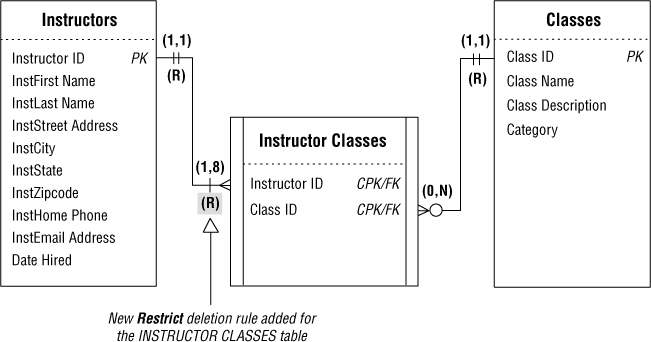 Instructors
Instructor ID PK
InstFirst Name
InstLast Name
InstStreet Address
InstCity
InstState
InstZipcode
InstHome Phone
InstEmail Address
Date Hired
(1,1)
(R)
(1,8)
(R)
Instructor Classes
Instructor ID CPK/FK
Class ID CPK/FK
(0,N)
(1,1)
(R)
Classes
Class ID PK
Class Name
Class Description
Category
New Restrict deletion rule added for
the INSTRUCTOR CLASSES table